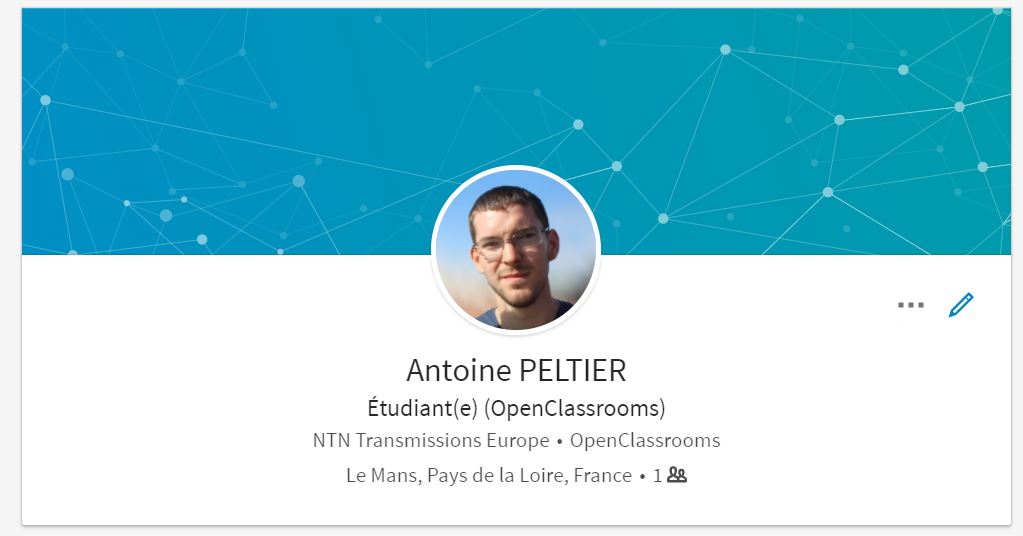 Antoine PELTIER
Étudiant(e) (OpenClassrooms)
NTN Transmissions Europe • OpenClassrooms
Le Mans, Pays de la Loire, France • 1